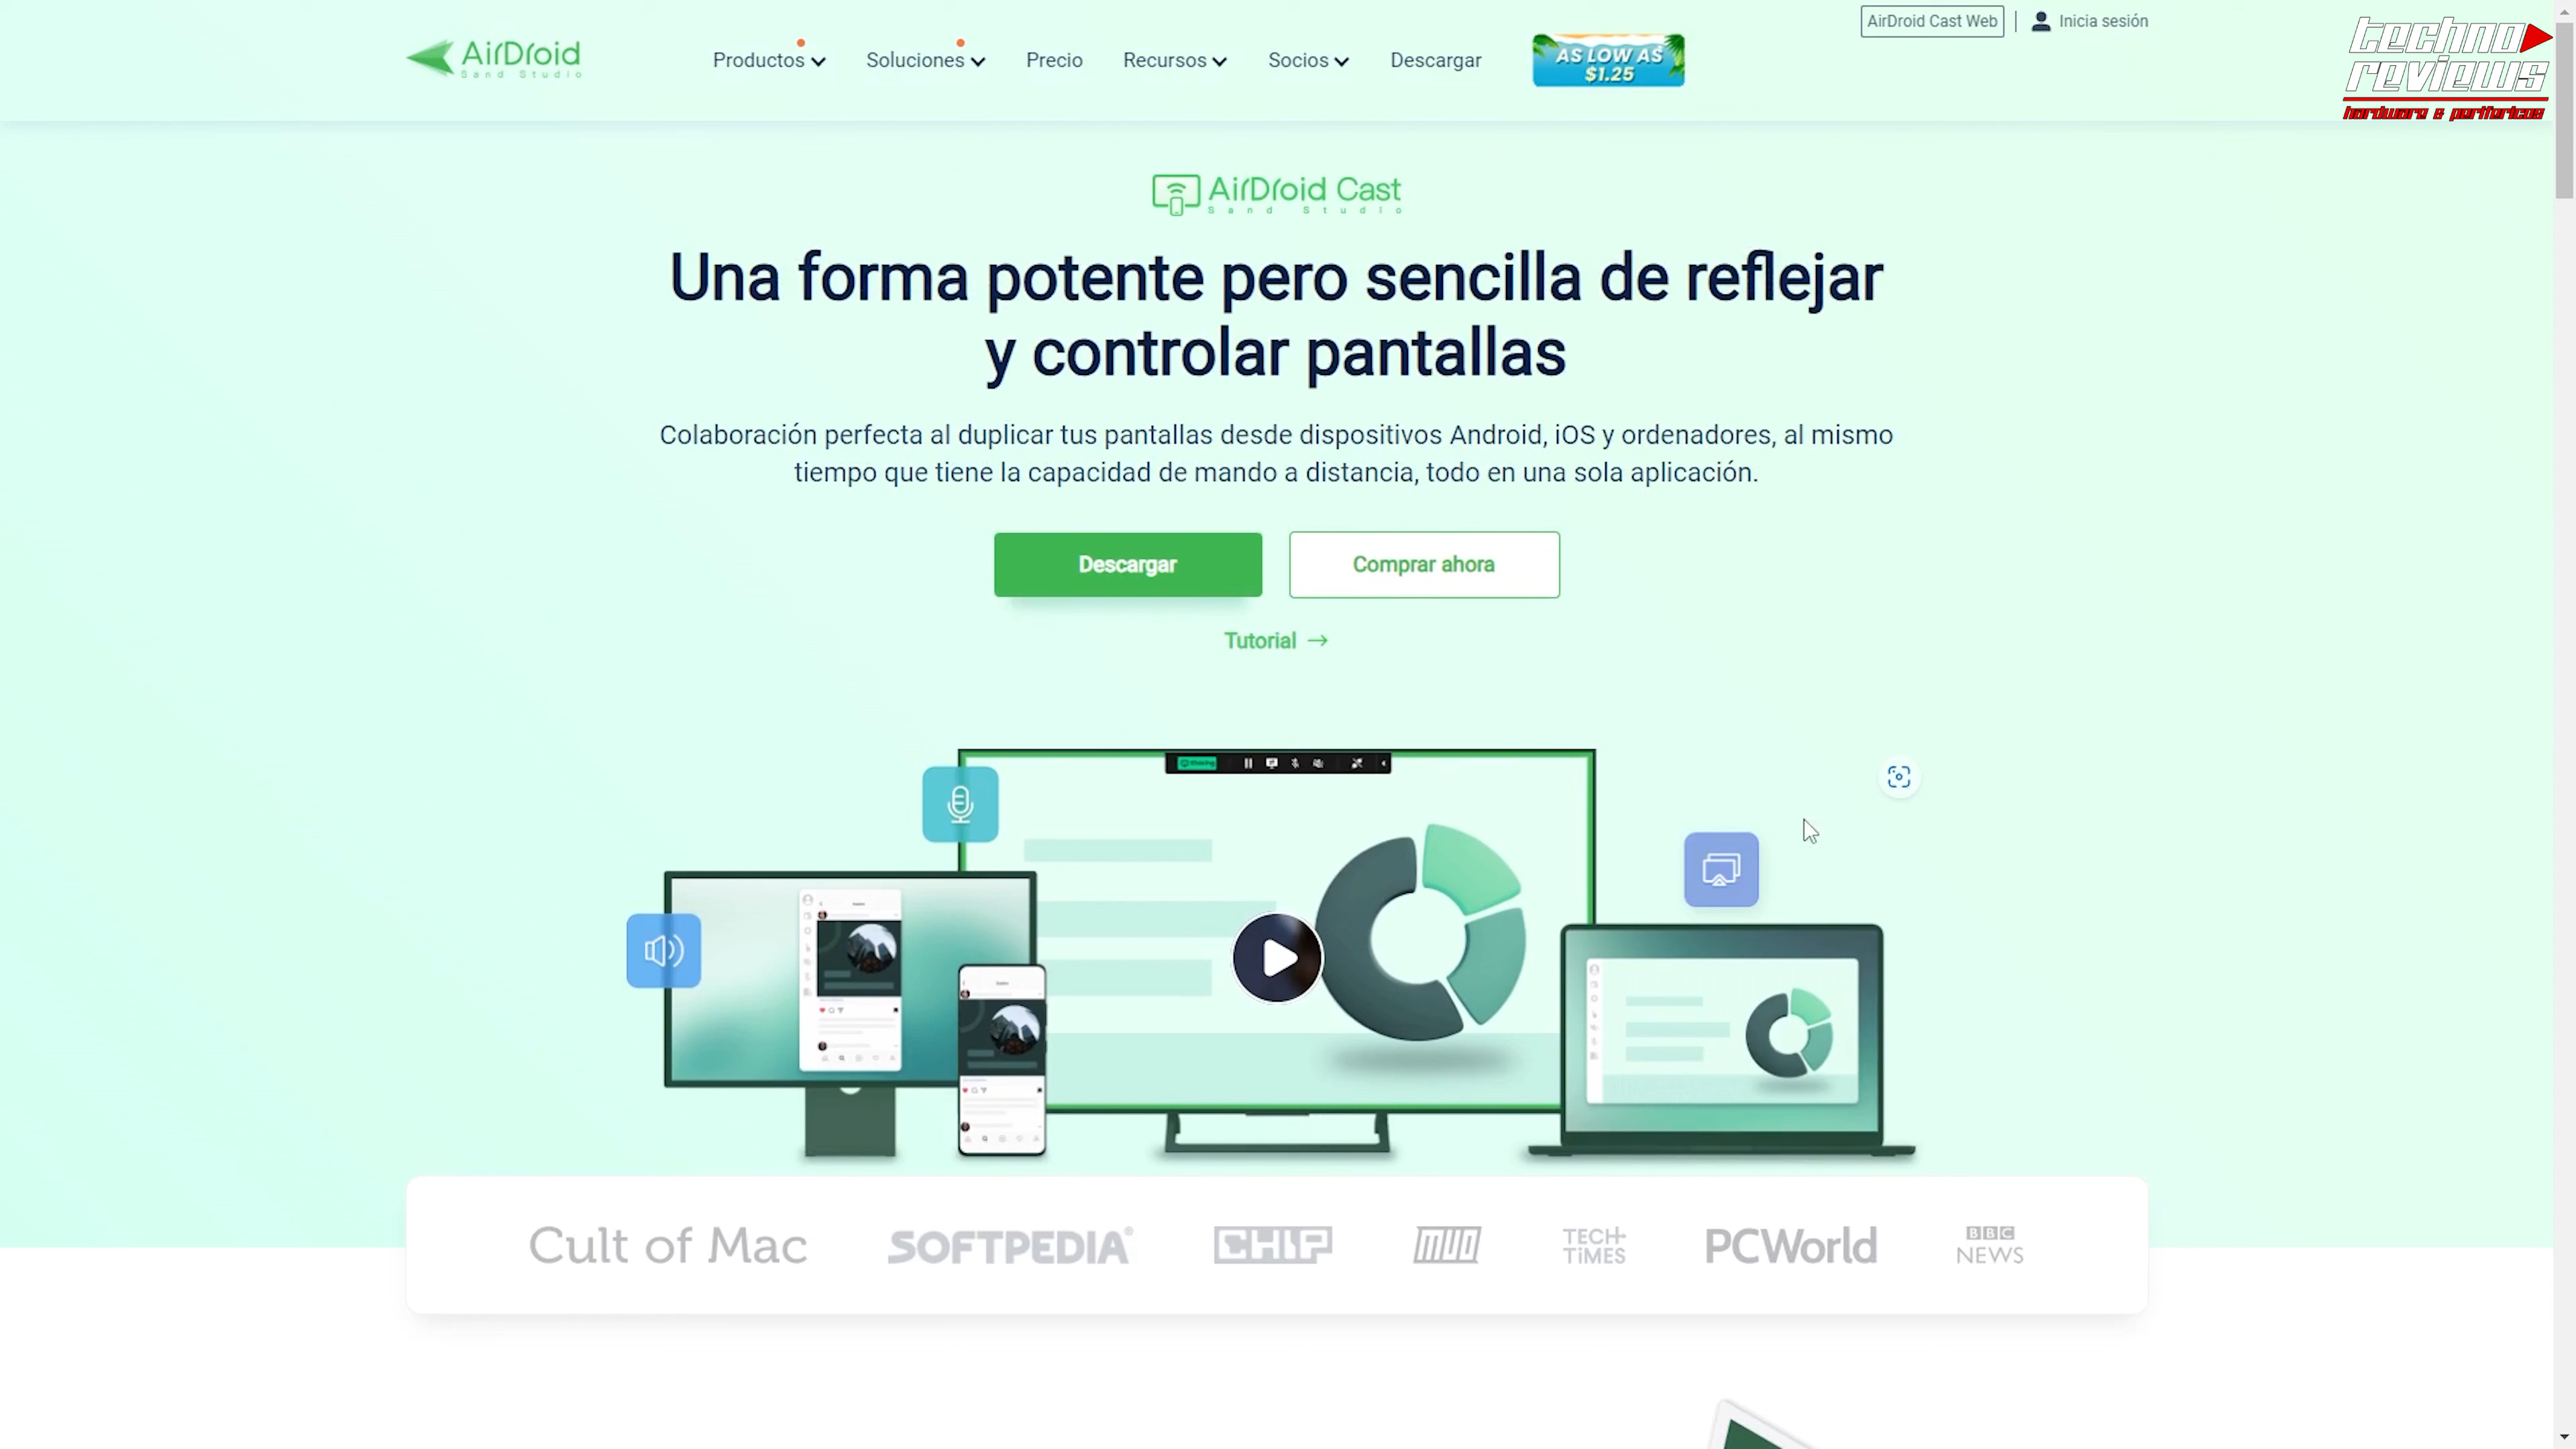 AirDroid Cast Web
Inicia sesión
techno
reviews
hardware & perifericos
AirDroid
Sand Studio
Productos
Soluciones
Precio
Recursos
Socios
Descargar
AS LOW AS
$1.25
AirDroid Cast
Sand Studio
Una forma potente pero sencilla de reflejar
y controlar pantallas
Colaboración perfecta al duplicar tus pantallas desde dispositivos Android, iOS y ordenadores, al mismo
tiempo que tiene la capacidad de mando a distancia, todo en una sola aplicación.
Descargar
Comprar ahora
Tutorial →
Cult of Mac
SOFTPEDIA®
CHIP
MUO
TECH
TIMES
PCWorld
BBC
NEWS